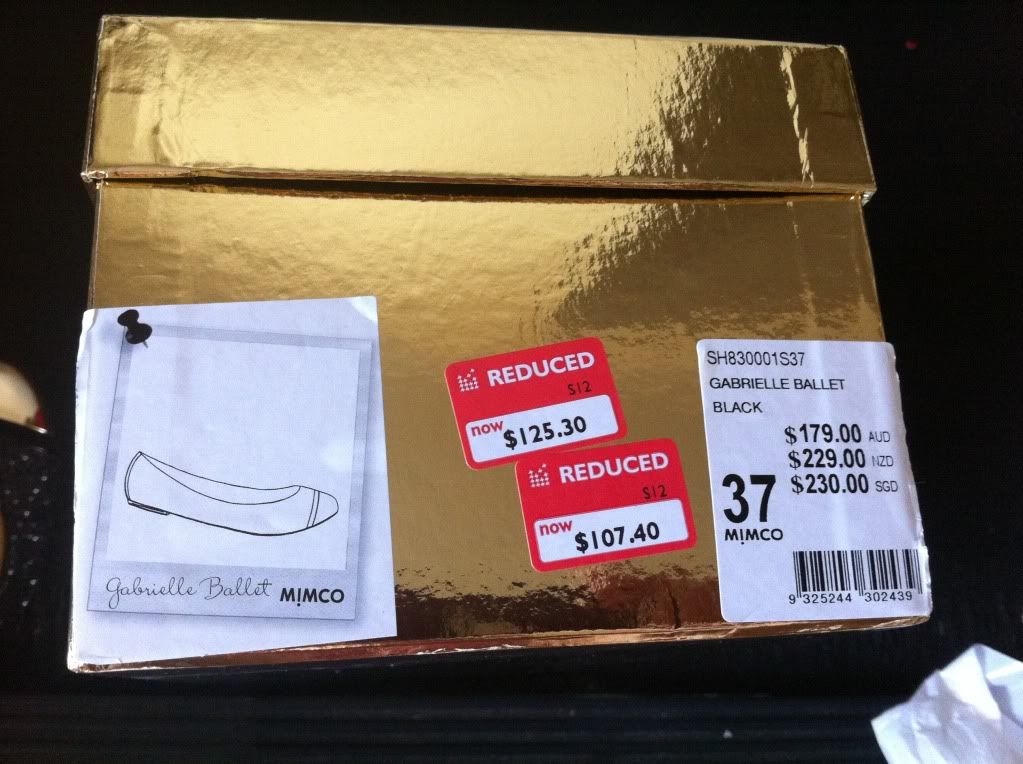 Gabrielle Ballet MIMCO
REDUCED
S12
now $125.30
REDUCED
S12
now $107.40
SH830001S37
GABRIELLE BALLET
BLACK
$179.00 AUD
$229.00 NZD
$230.00 SGD
37
MIMCO
9 325244 302439